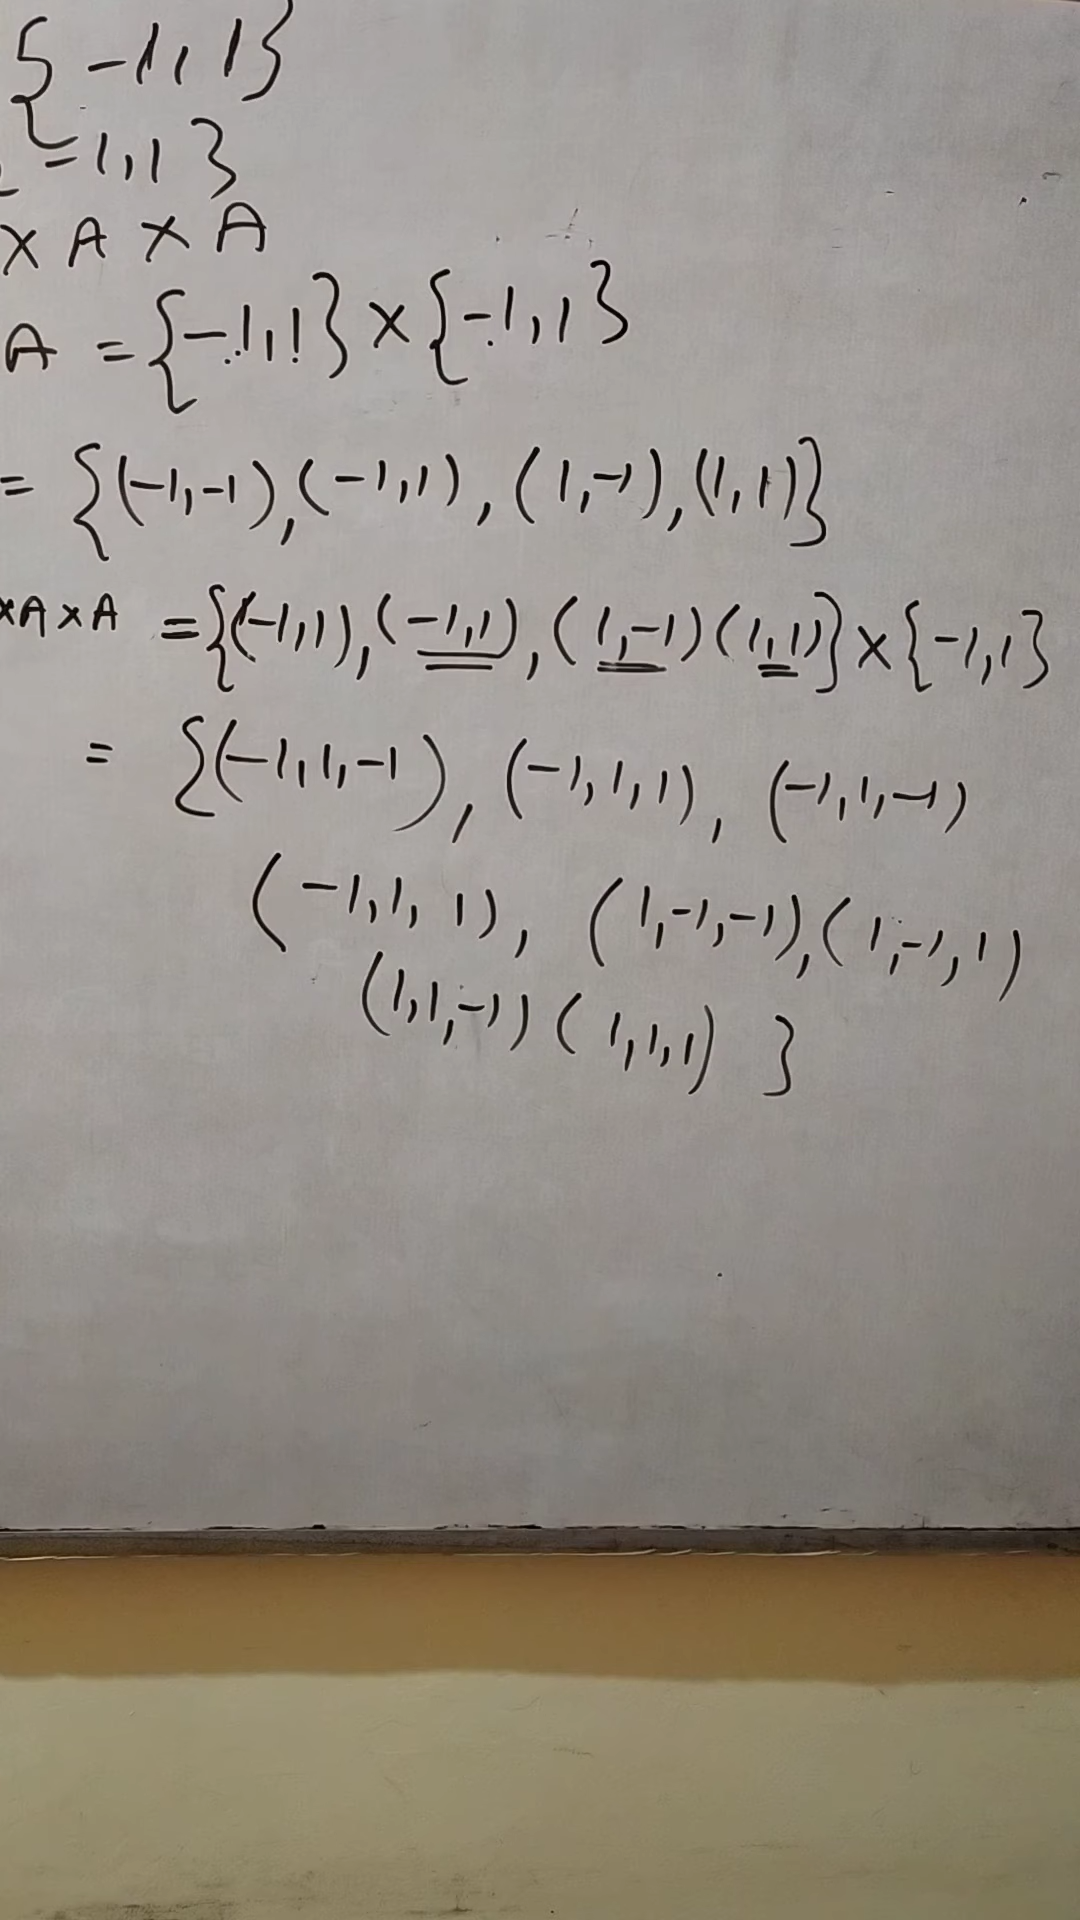 {-1, 1}
=1, 1}
× A × A
A = {-1, 1} × {-1, 1}
= {(-1, -1), (-1, 1), (1, -1), (1, 1)}
×A×A = {(-1, 1), (-1, 1), (1, -1) (1, 1)} × {-1, 1}
= {(-1, 1, -1), (-1, 1, 1), (-1, 1, -1)
(-1, 1, 1), (1, -1, -1), (1, -1, 1)
(1, 1, -1) (1, 1, 1) }